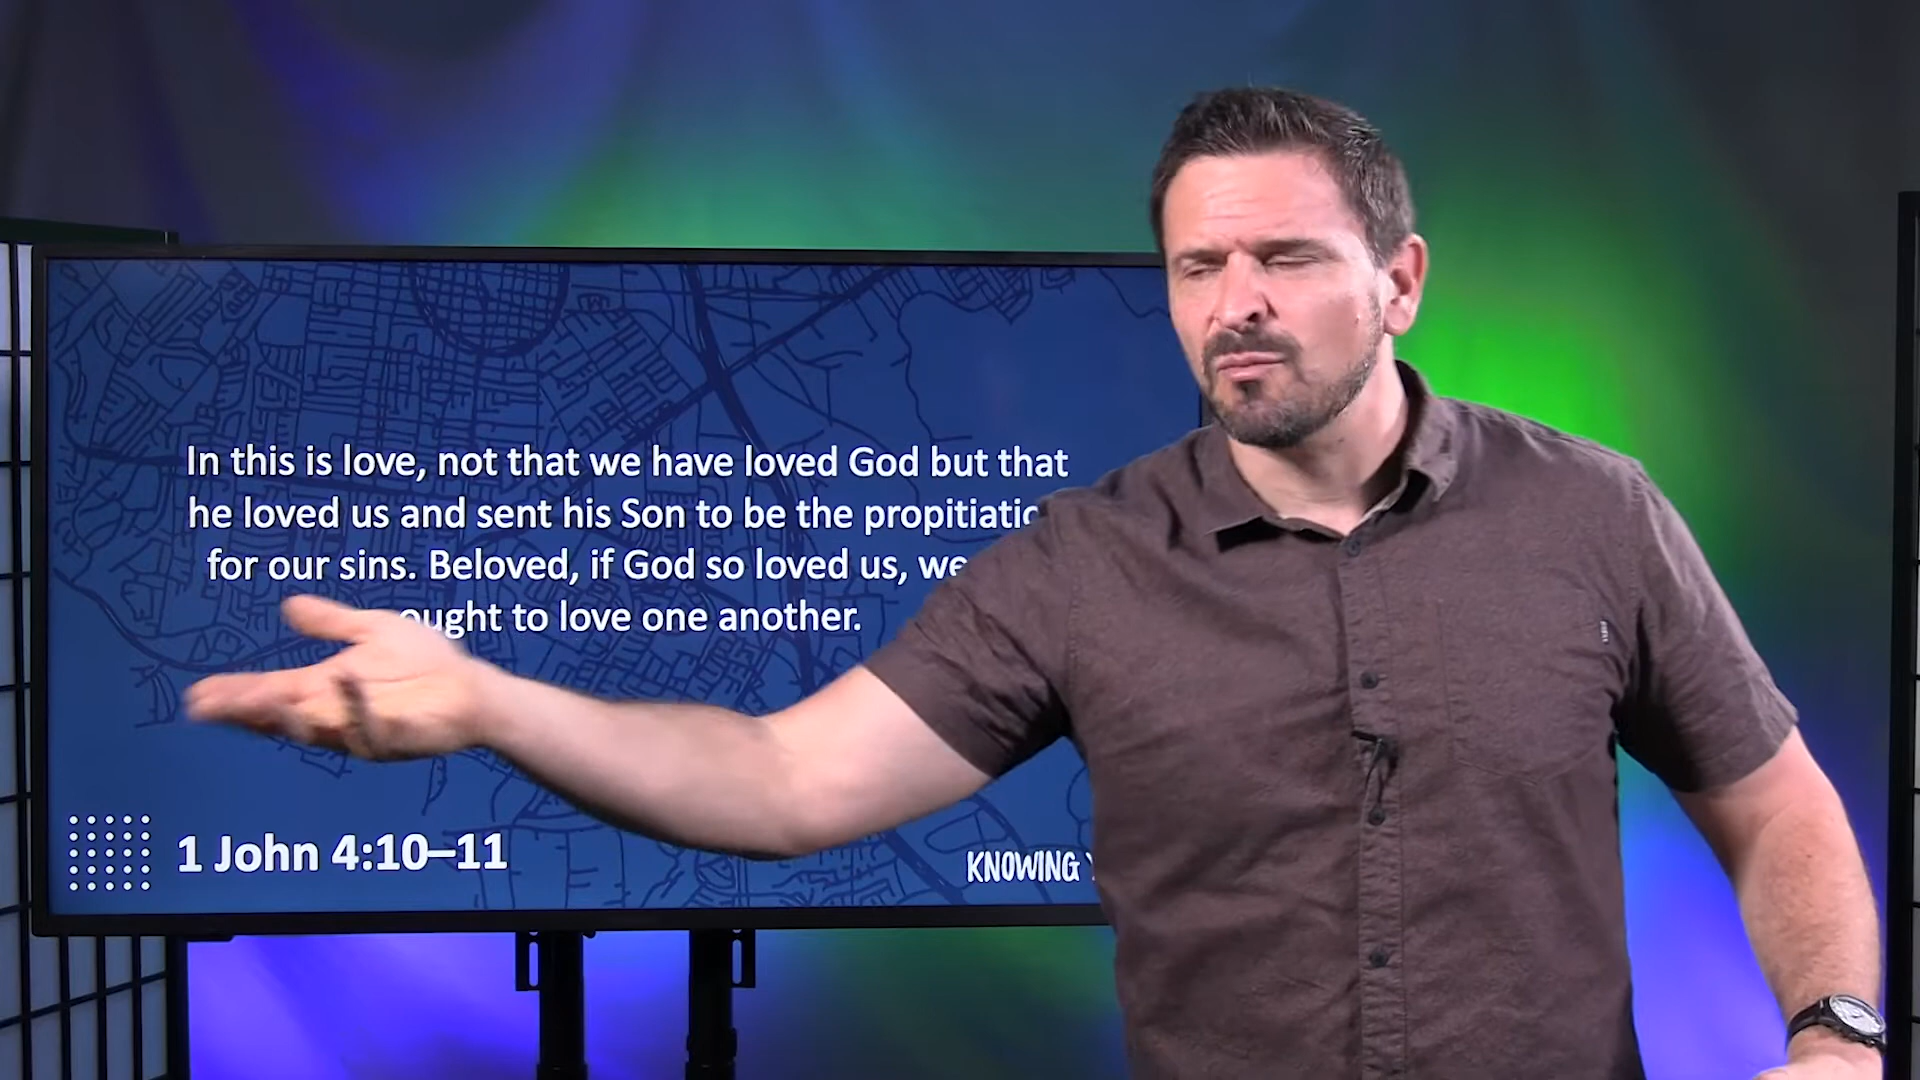 In this is love, not that we have loved God but that
he loved us and sent his Son to be the
for our sins. Beloved, if God so loved us, we
ought to love one another.
1 John 4:10–11
KNOWING